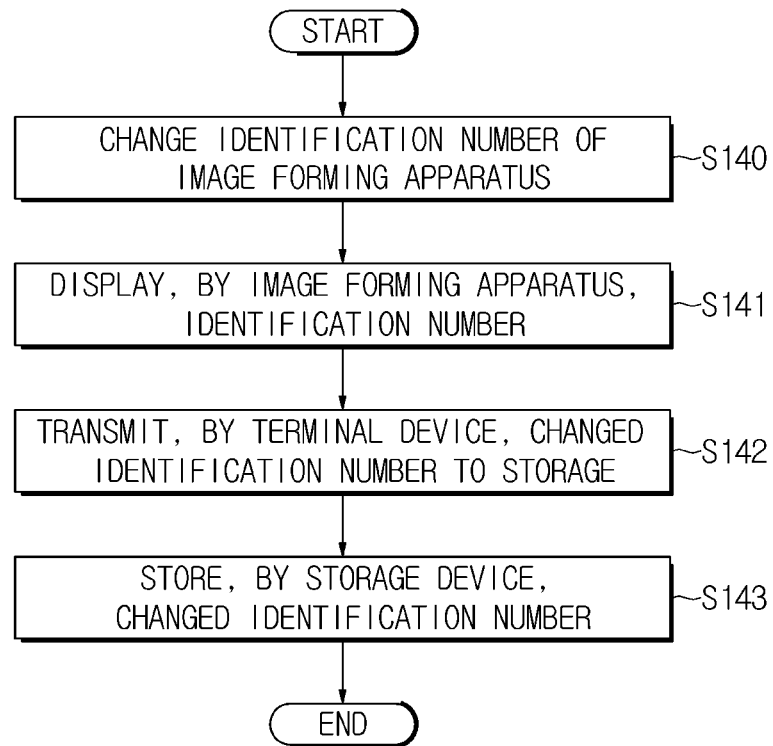 START
CHANGE IDENTIFICATION NUMBER OF
IMAGE FORMING APPARATUS
S140
DISPLAY, BY IMAGE FORMING APPARATUS,
IDENTIFICATION NUMBER
S141
TRANSMIT, BY TERMINAL DEVICE, CHANGED
IDENTIFICATION NUMBER TO STORAGE
S142
STORE, BY STORAGE DEVICE,
CHANGED IDENTIFICATION NUMBER
S143
END